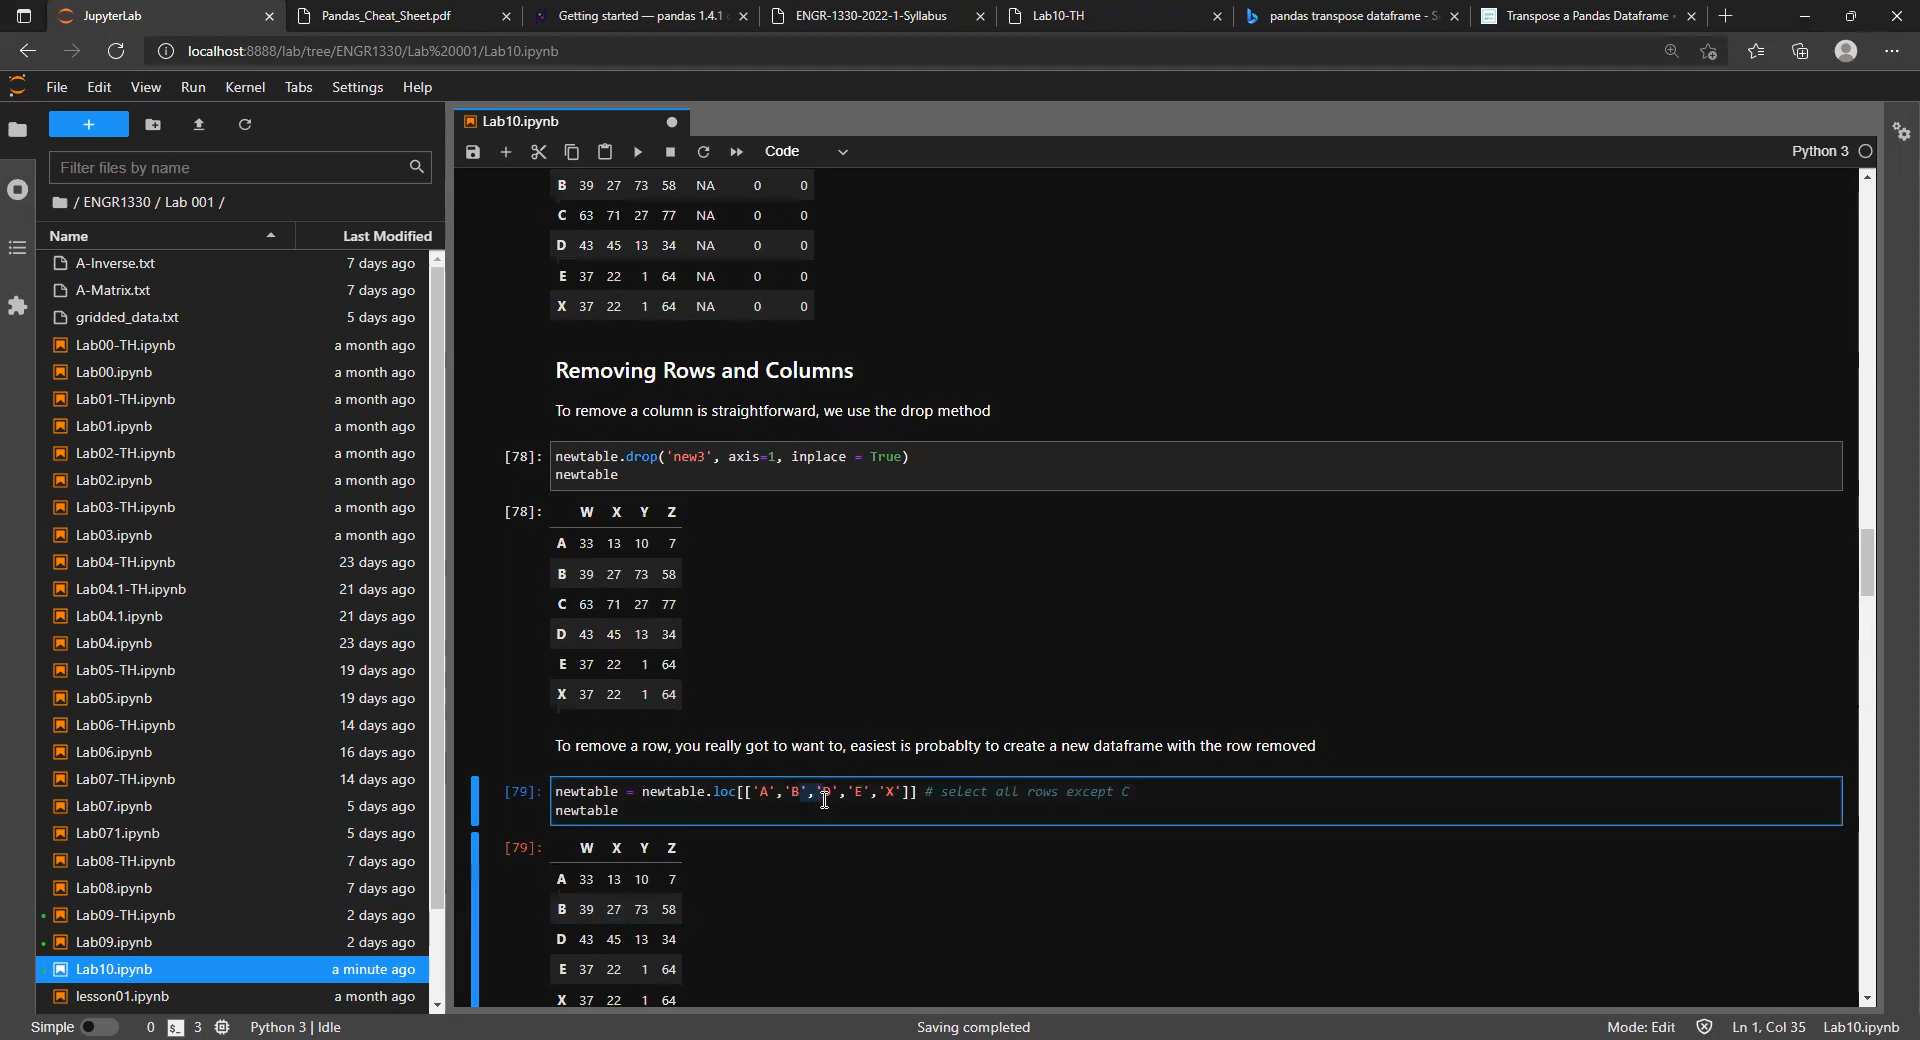 JupyterLab
Pandas_Cheat_Sheet.pdf
Getting started — pandas 1.4.1
ENGR-1330-2022-1-Syllabus
Lab10-TH
pandas transpose dataframe - S
Transpose a Pandas Dataframe
localhost:8888/lab/tree/ENGR1330/Lab%20001/Lab10.ipynb
File Edit View Run Kernel Tabs Settings Help
Filter files by name
/ ENGR1330 / Lab 001 /
Name Last Modified
A-Inverse.txt 7 days ago
A-Matrix.txt 7 days ago
gridded_data.txt 5 days ago
Lab00-TH.ipynb a month ago
Lab00.ipynb a month ago
Lab01-TH.ipynb a month ago
Lab01.ipynb a month ago
Lab02-TH.ipynb a month ago
Lab02.ipynb a month ago
Lab03-TH.ipynb a month ago
Lab03.ipynb a month ago
Lab04-TH.ipynb 23 days ago
Lab04.1-TH.ipynb 21 days ago
Lab04.1.ipynb 21 days ago
Lab04.ipynb 23 days ago
Lab05-TH.ipynb 19 days ago
Lab05.ipynb 19 days ago
Lab06-TH.ipynb 14 days ago
Lab06.ipynb 16 days ago
Lab07-TH.ipynb 14 days ago
Lab07.ipynb 5 days ago
Lab071.ipynb 5 days ago
Lab08-TH.ipynb 7 days ago
Lab08.ipynb 7 days ago
Lab09-TH.ipynb 2 days ago
Lab09.ipynb 2 days ago
Lab10.ipynb a minute ago
lesson01.ipynb a month ago
Lab10.ipynb
Code
Python 3
B 39 27 73 58 NA 0 0
C 63 71 27 77 NA 0 0
D 43 45 13 34 NA 0 0
E 37 22 1 64 NA 0 0
X 37 22 1 64 NA 0 0
Removing Rows and Columns
To remove a column is straightforward, we use the drop method
[78]: newtable.drop('new3', axis=1, inplace = True)
newtable
[78]: W X Y Z
A 33 13 10 7
B 39 27 73 58
C 63 71 27 77
D 43 45 13 34
E 37 22 1 64
X 37 22 1 64
To remove a row, you really got to want to, easiest is probablty to create a new dataframe with the row removed
[79]: newtable = newtable.loc[['A','B','D','E','X']] # select all rows except C
newtable
[79]: W X Y Z
A 33 13 10 7
B 39 27 73 58
D 43 45 13 34
E 37 22 1 64
X 37 22 1 64
Simple 0 $_ 3 Python 3 | Idle Saving completed Mode: Edit Ln 1, Col 35 Lab10.ipynb